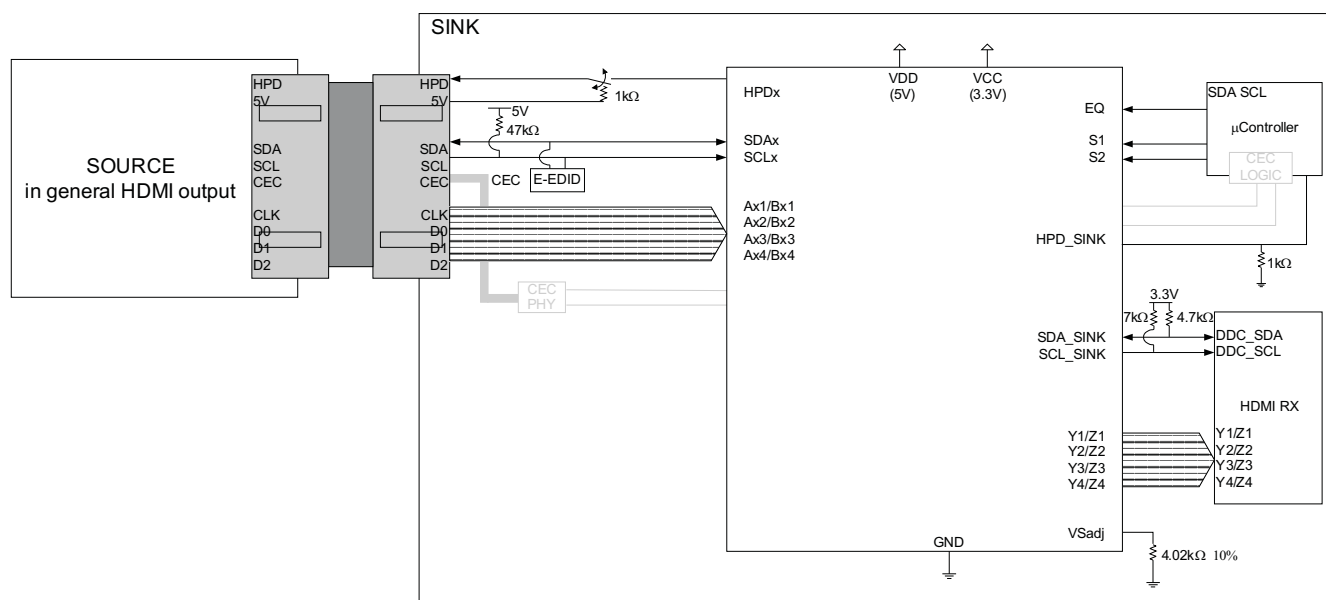 SINK
SOURCE
in general HDMI output
HPD
5V
SDA
SCL
CEC
CLK
D0
D1
D2
HPD
5V
SDA
SCL
CEC
CLK
D0
D1
D2
1kΩ
5V
47kΩ
CEC
E-EDID
CEC
PHY
VDD
(5V)
VCC
(3.3V)
HPDx
SDAx
SCLx
Ax1/Bx1
Ax2/Bx2
Ax3/Bx3
Ax4/Bx4
GND
EQ
S1
S2
HPD_SINK
SDA_SINK
SCL_SINK
Y1/Z1
Y2/Z2
Y3/Z3
Y4/Z4
VSadj
SDA SCL
µController
CEC
LOGIC
1kΩ
3.3V
7kΩ
4.7kΩ
DDC_SDA
DDC_SCL
HDMI RX
Y1/Z1
Y2/Z2
Y3/Z3
Y4/Z4
4.02kΩ 10%